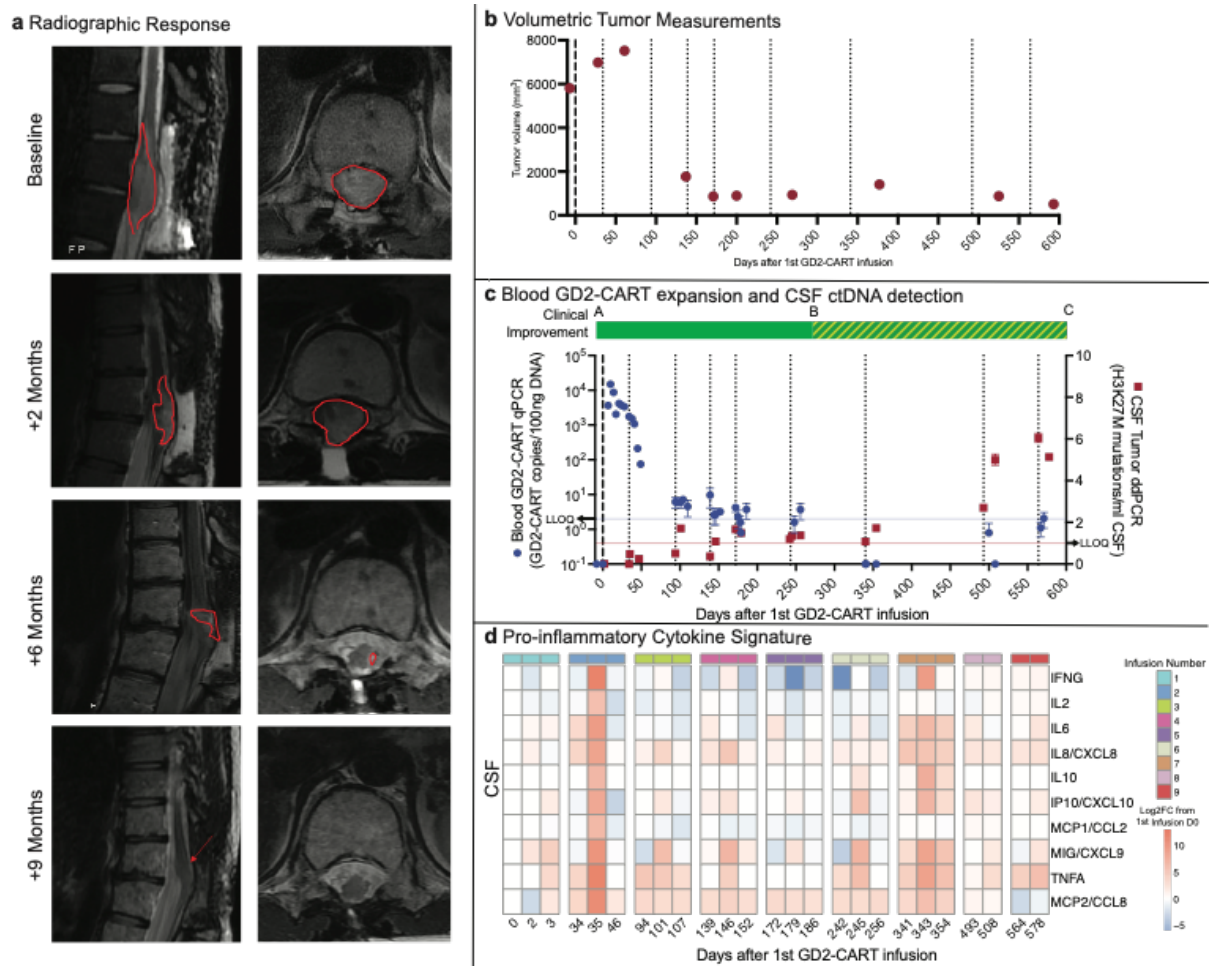 a Radiographic Response
Baseline
F P
+2 Months
+6 Months
+9 Months
b Volumetric Tumor Measurements
Tumor volume (mm³)
8000
6000
4000
2000
0
0 50 100 150 200 250 300 350 400 450 500 550 600
Days after 1st GD2-CART infusion
c Blood GD2-CART expansion and CSF ctDNA detection
Clinical Improvement
A B C
Blood GD2-CART qPCR
(GD2-CART copies/100ng DNA)
10⁵
10⁴
10³
10²
10¹
10⁰
10⁻¹
LLOQ
CSF Tumor ddPCR
(H3K27M mutations/ml CSF)
10
8
6
4
2
0
LLOQ
0 50 100 150 200 250 300 350 400 450 500 550 600
Days after 1st GD2-CART infusion
d Pro-inflammatory Cytokine Signature
CSF
IFNG
IL2
IL6
IL8/CXCL8
IL10
IP10/CXCL10
MCP1/CCL2
MIG/CXCL9
TNFA
MCP2/CCL8
0 2 3 34 35 46 94 101 107 139 146 152 172 179 186 242 245 256 341 343 354 493 508 564 578
Days after 1st GD2-CART infusion
Infusion Number
1
2
3
4
5
6
7
8
9
Log2FC from
1st Infusion D0
10
5
0
-5